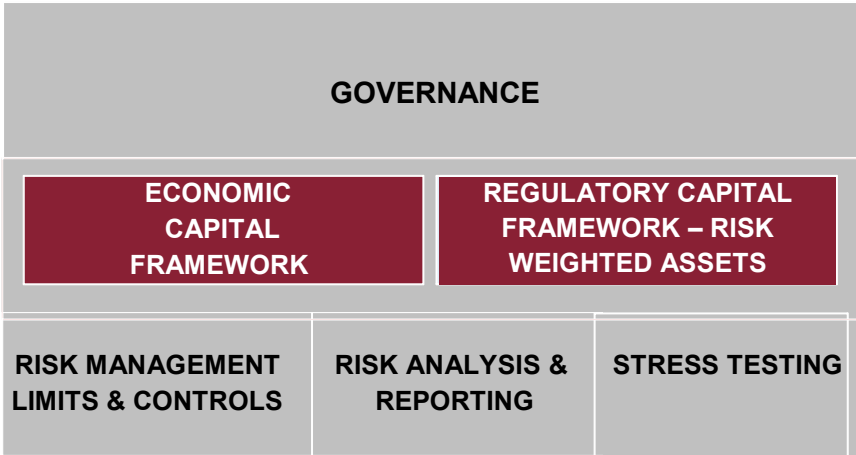 GOVERNANCE
ECONOMIC
CAPITAL
FRAMEWORK
REGULATORY CAPITAL
FRAMEWORK – RISK
WEIGHTED ASSETS
RISK MANAGEMENT
LIMITS & CONTROLS
RISK ANALYSIS &
REPORTING
STRESS TESTING